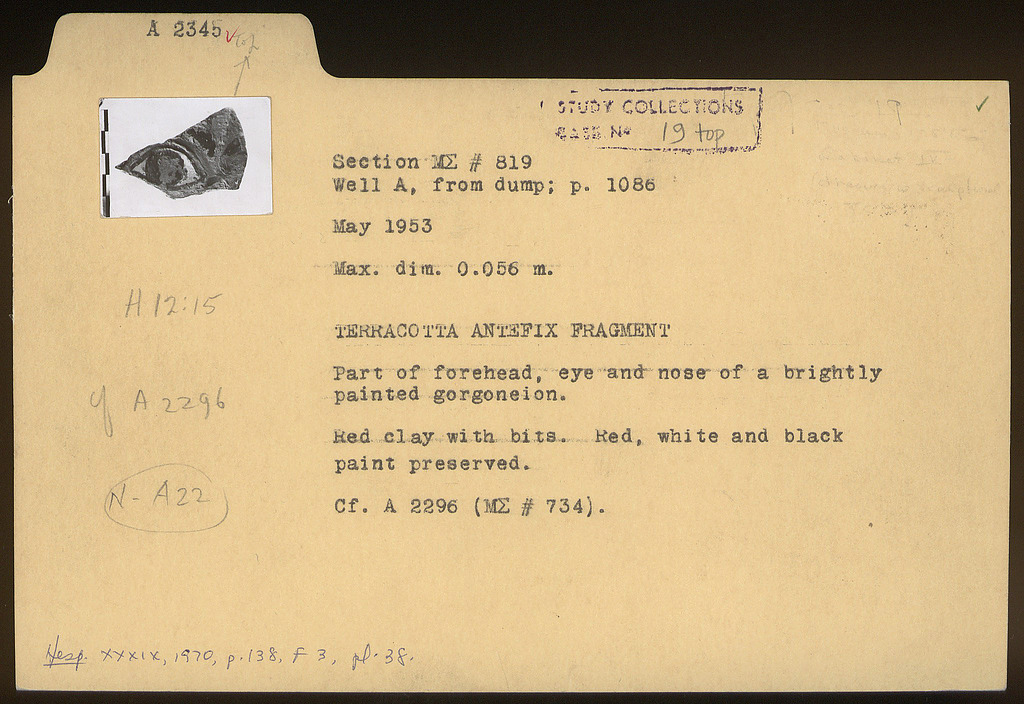 A 2345
STUDY COLLECTIONS
CASE No 19 top
Section ΜΣ # 819
Well A, from dump; p. 1086
May 1953
Max. dim. 0.056 m.
H 12:15
TERRACOTTA ANTEFIX FRAGMENT
Part of forehead, eye and nose of a brightly
painted gorgoneion.
cf A 2296
Red clay with bits. Red, white and black
paint preserved.
N- A22
Cf. A 2296 (ΜΣ # 734).
Hesp. XXXIX, 1970, p. 138, F 3, pl. 38.